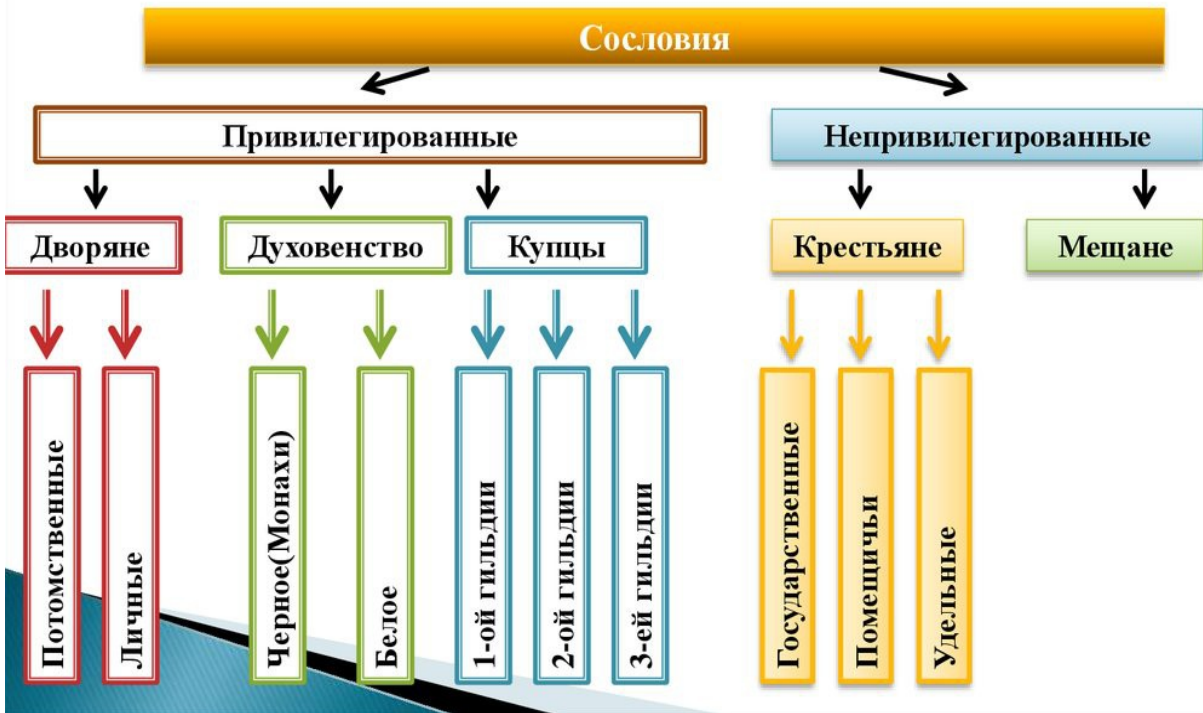 Сословия
Привилегированные
Непривилегированные
Дворяне
Духовенство
Купцы
Крестьяне
Мещане
Потомственные
Личные
Черное(Монахи)
Белое
1-ой гильдии
2-ой гильдии
3-ей гильдии
Государственные
Помещичьи
Удельные